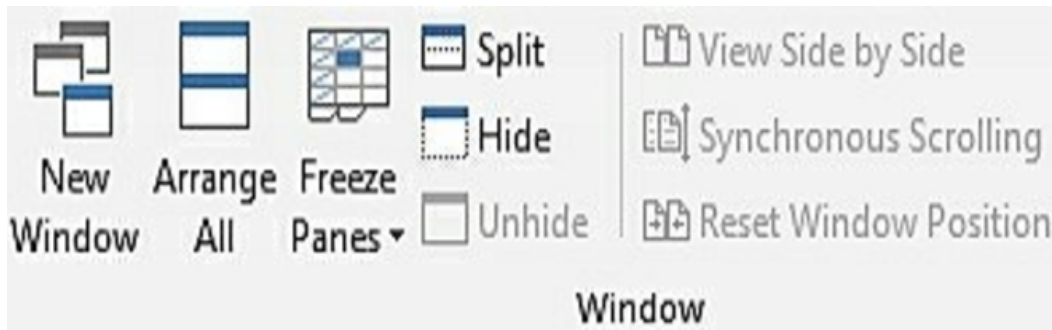 New Window
Arrange All
Freeze Panes
Split
Hide
Unhide
View Side by Side
Synchronous Scrolling
Reset Window Position
Window